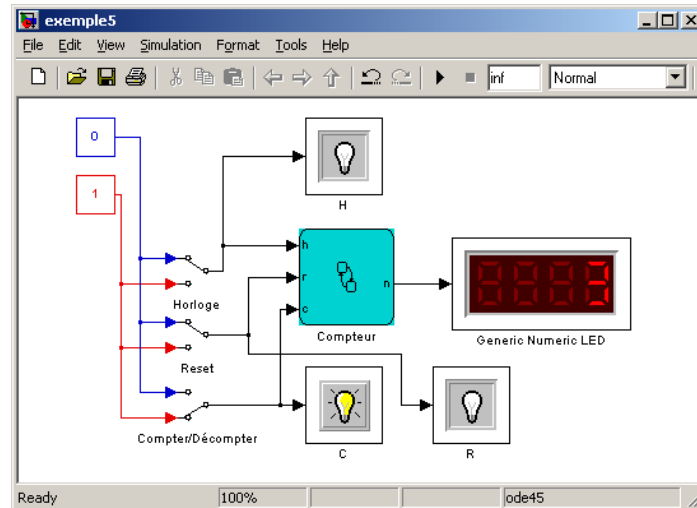 exemple5
File Edit View Simulation Format Tools Help
inf Normal
0
1
H
h
r
c
n
Horloge
Compteur
3
Generic Numeric LED
Reset
Compter/Décompter
C
R
Ready 100% ode45